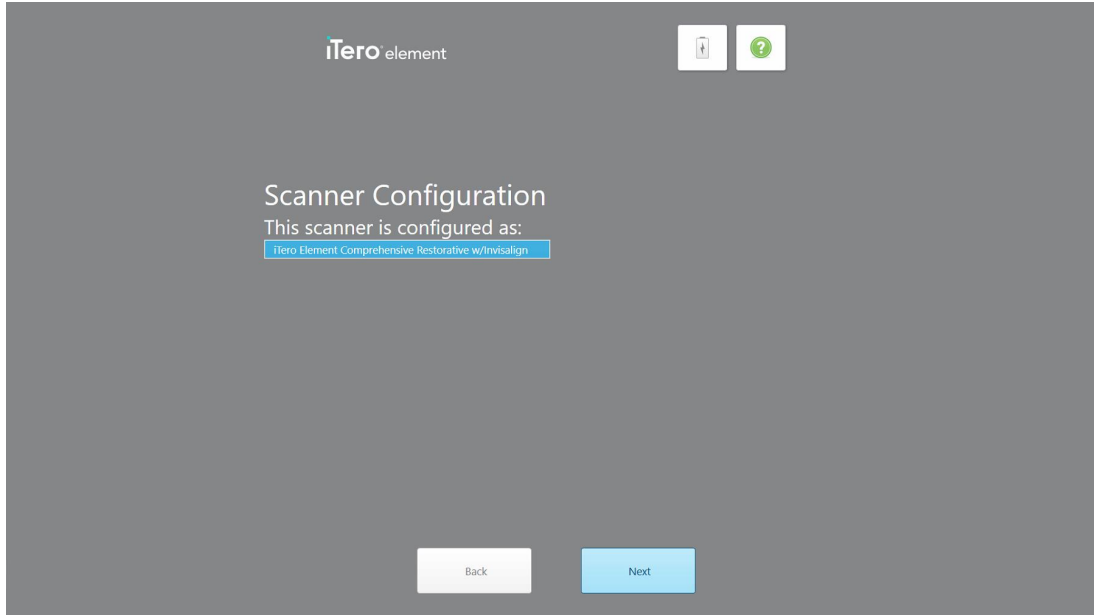 iTero element
Scanner Configuration
This scanner is configured as:
iTero Element Comprehensive Restorative w/Invisalign
Back
Next